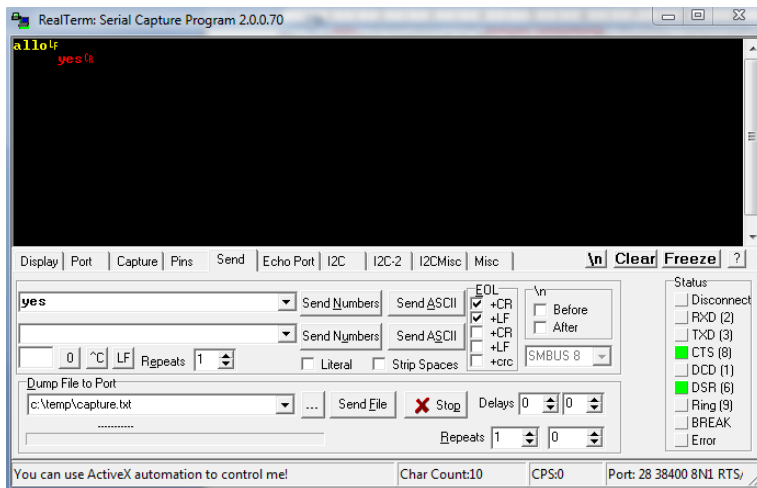 RealTerm: Serial Capture Program 2.0.0.70
alloLF
yesCR
Display Port Capture Pins Send Echo Port I2C I2C-2 I2CMisc Misc \n Clear Freeze ?
yes Send Numbers Send ASCII
Send Numbers Send ASCII
0 ^C LF Repeats 1 Literal Strip Spaces
EOL
+CR
+LF
+CR
+LF
+crc
\n
Before
After
SMBUS 8
Dump File to Port
c:\temp\capture.txt ... Send File Stop Delays 0 0
Repeats 1 0
Status
Disconnect
RXD (2)
TXD (3)
CTS (8)
DCD (1)
DSR (6)
Ring (9)
BREAK
Error
You can use ActiveX automation to control me! Char Count:10 CPS:0 Port: 28 38400 8N1 RTS/